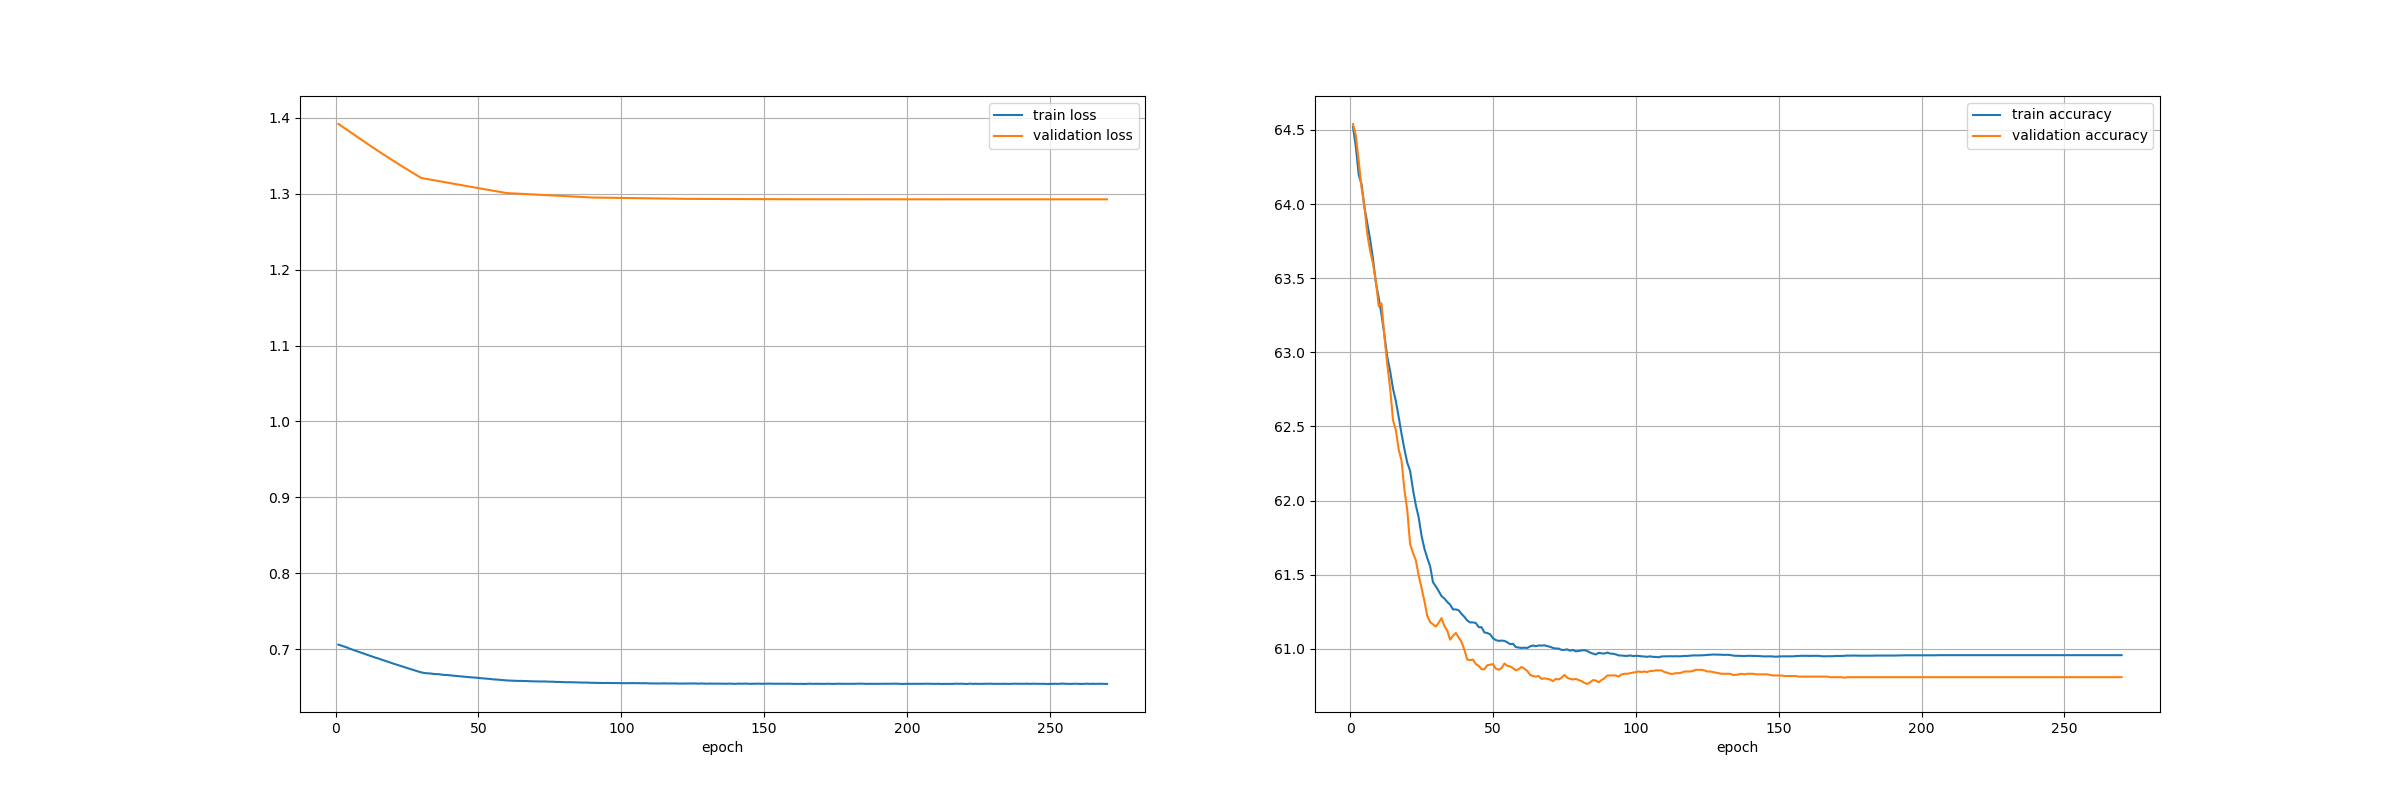 train loss
validation loss
1.4
1.3
1.2
1.1
1.0
0.9
0.8
0.7
0 50 100 150 200 250
epoch
train accuracy
validation accuracy
64.5
64.0
63.5
63.0
62.5
62.0
61.5
61.0
0 50 100 150 200 250
epoch